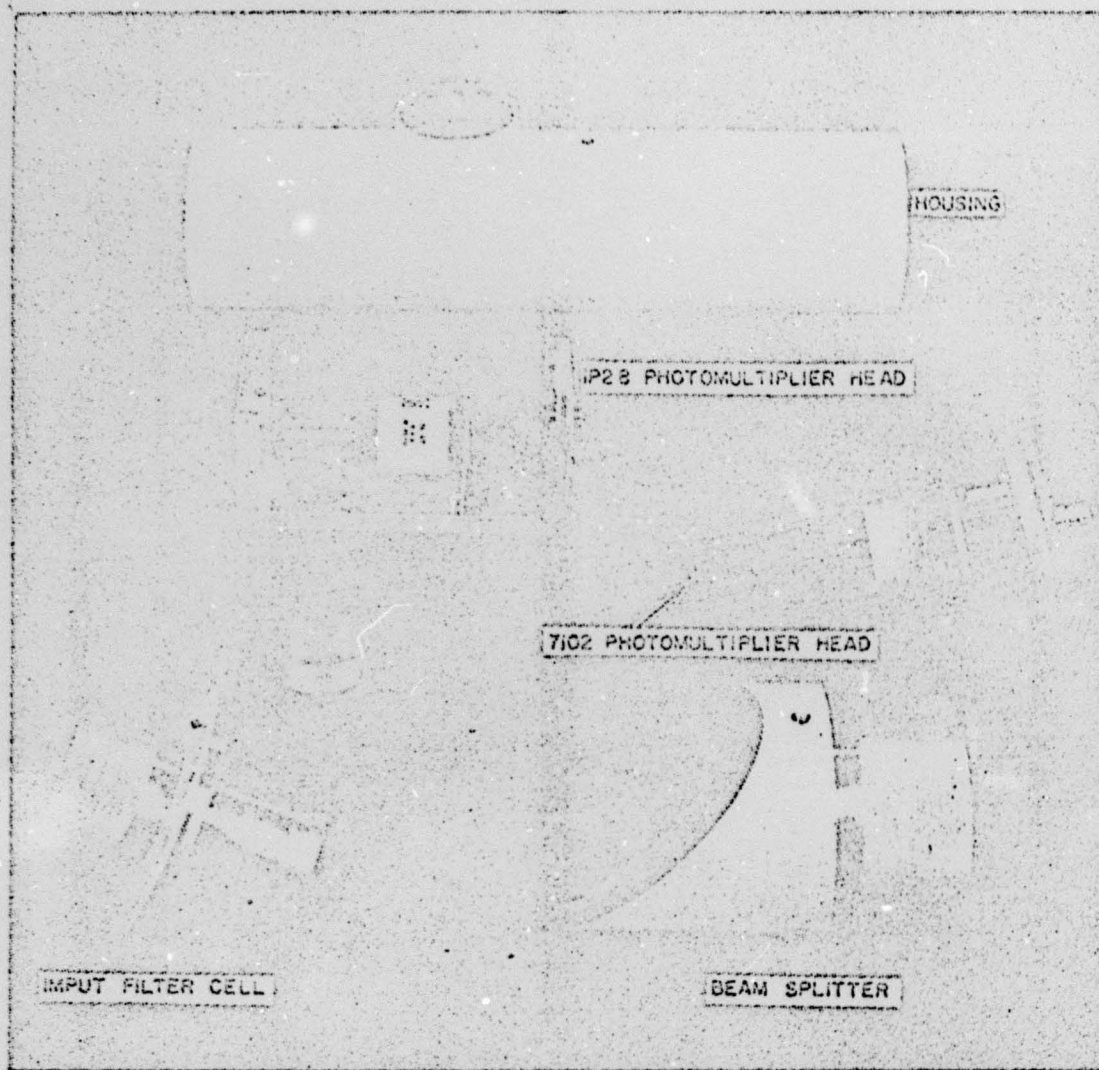 HOUSING
1P28 PHOTOMULTIPLIER HEAD
7102 PHOTOMULTIPLIER HEAD
IMPUT FILTER CELL
BEAM SPLITTER